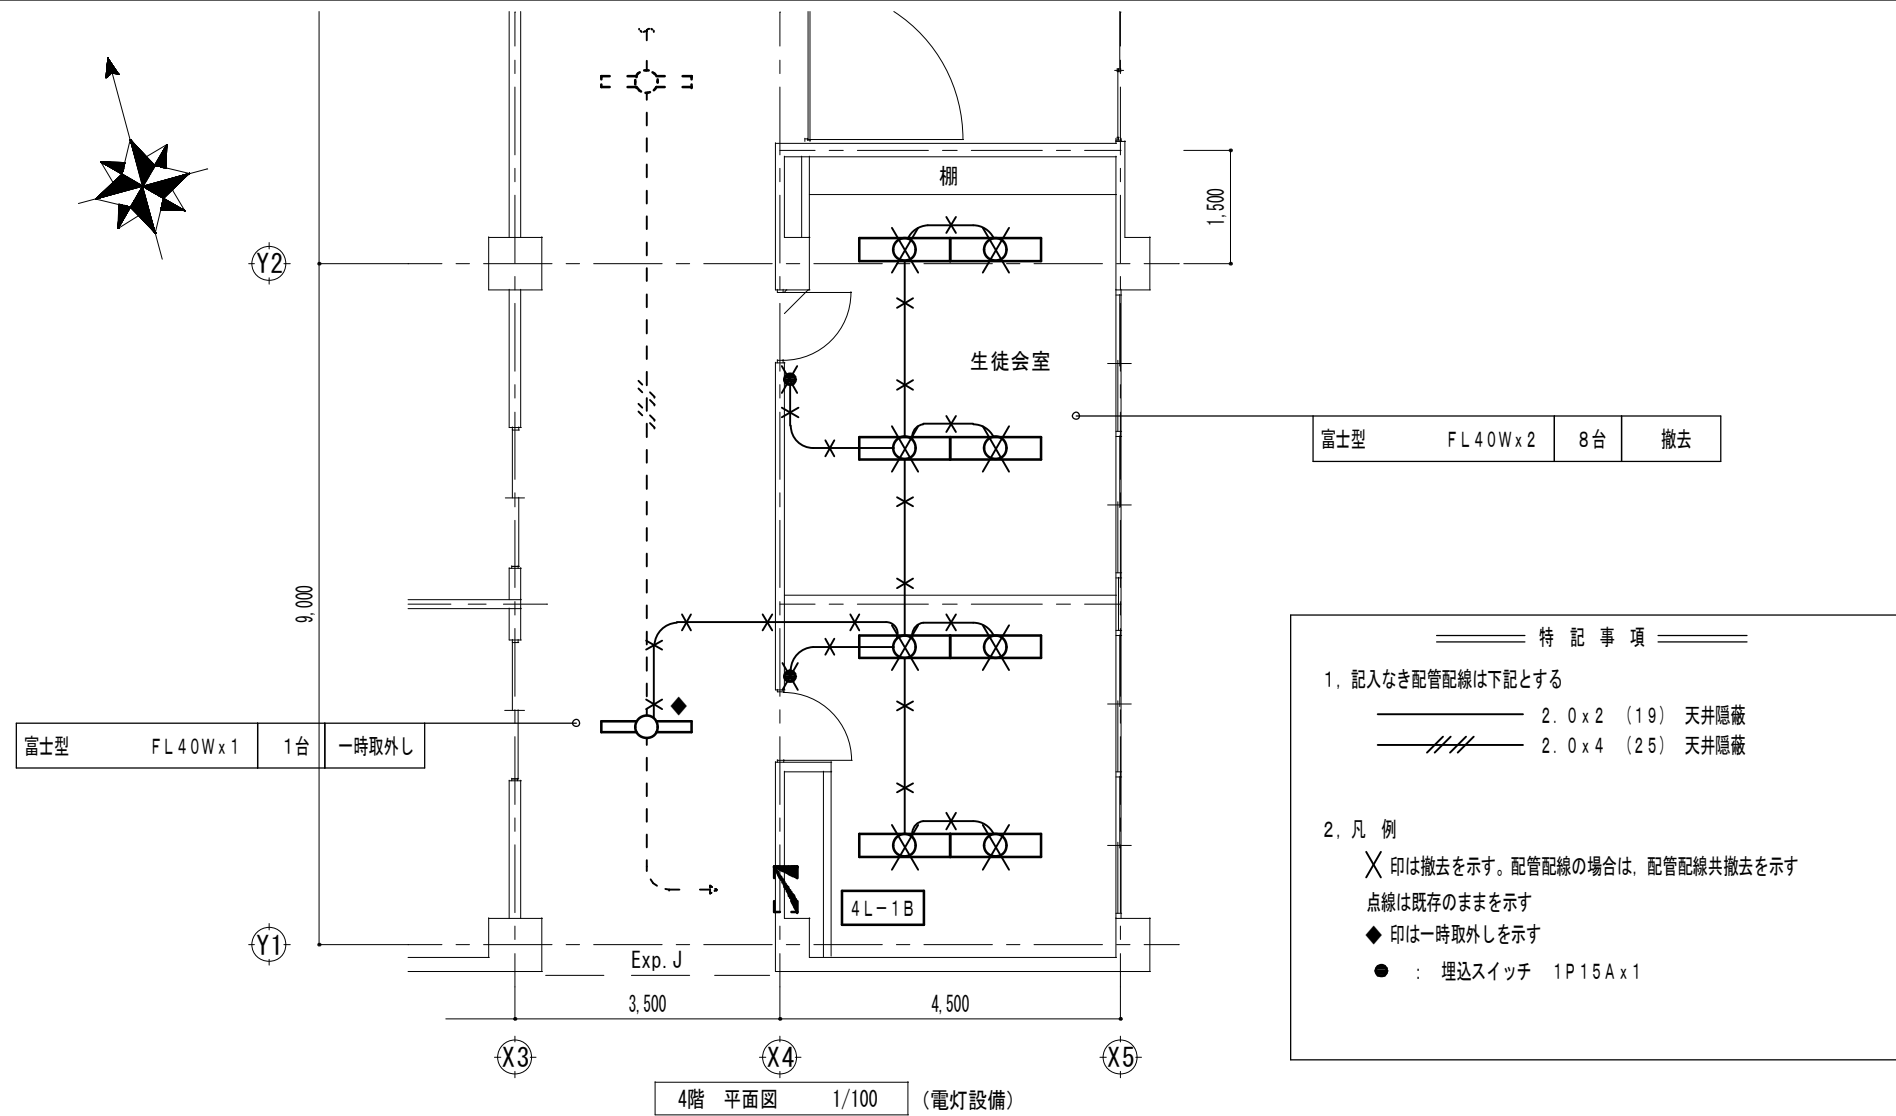 棚
1,500
Y2
生徒会室
富士型 FL40Wx2 8台 撤去
9,000
富士型 FL40Wx1 1台 一時取外し
特記事項
1, 記入なき配管配線は下記とする
2.0x2 (19) 天井隠蔽
2.0x4 (25) 天井隠蔽
2, 凡 例
X 印は撤去を示す。配管配線の場合は, 配管配線共撤去を示す
点線は既存のままを示す
◆ 印は一時取外しを示す
● : 埋込スイッチ 1P15Ax1
4L-1B
Y1
Exp.J
3,500
4,500
X3
X4
X5
4階 平面図 1/100 (電灯設備)